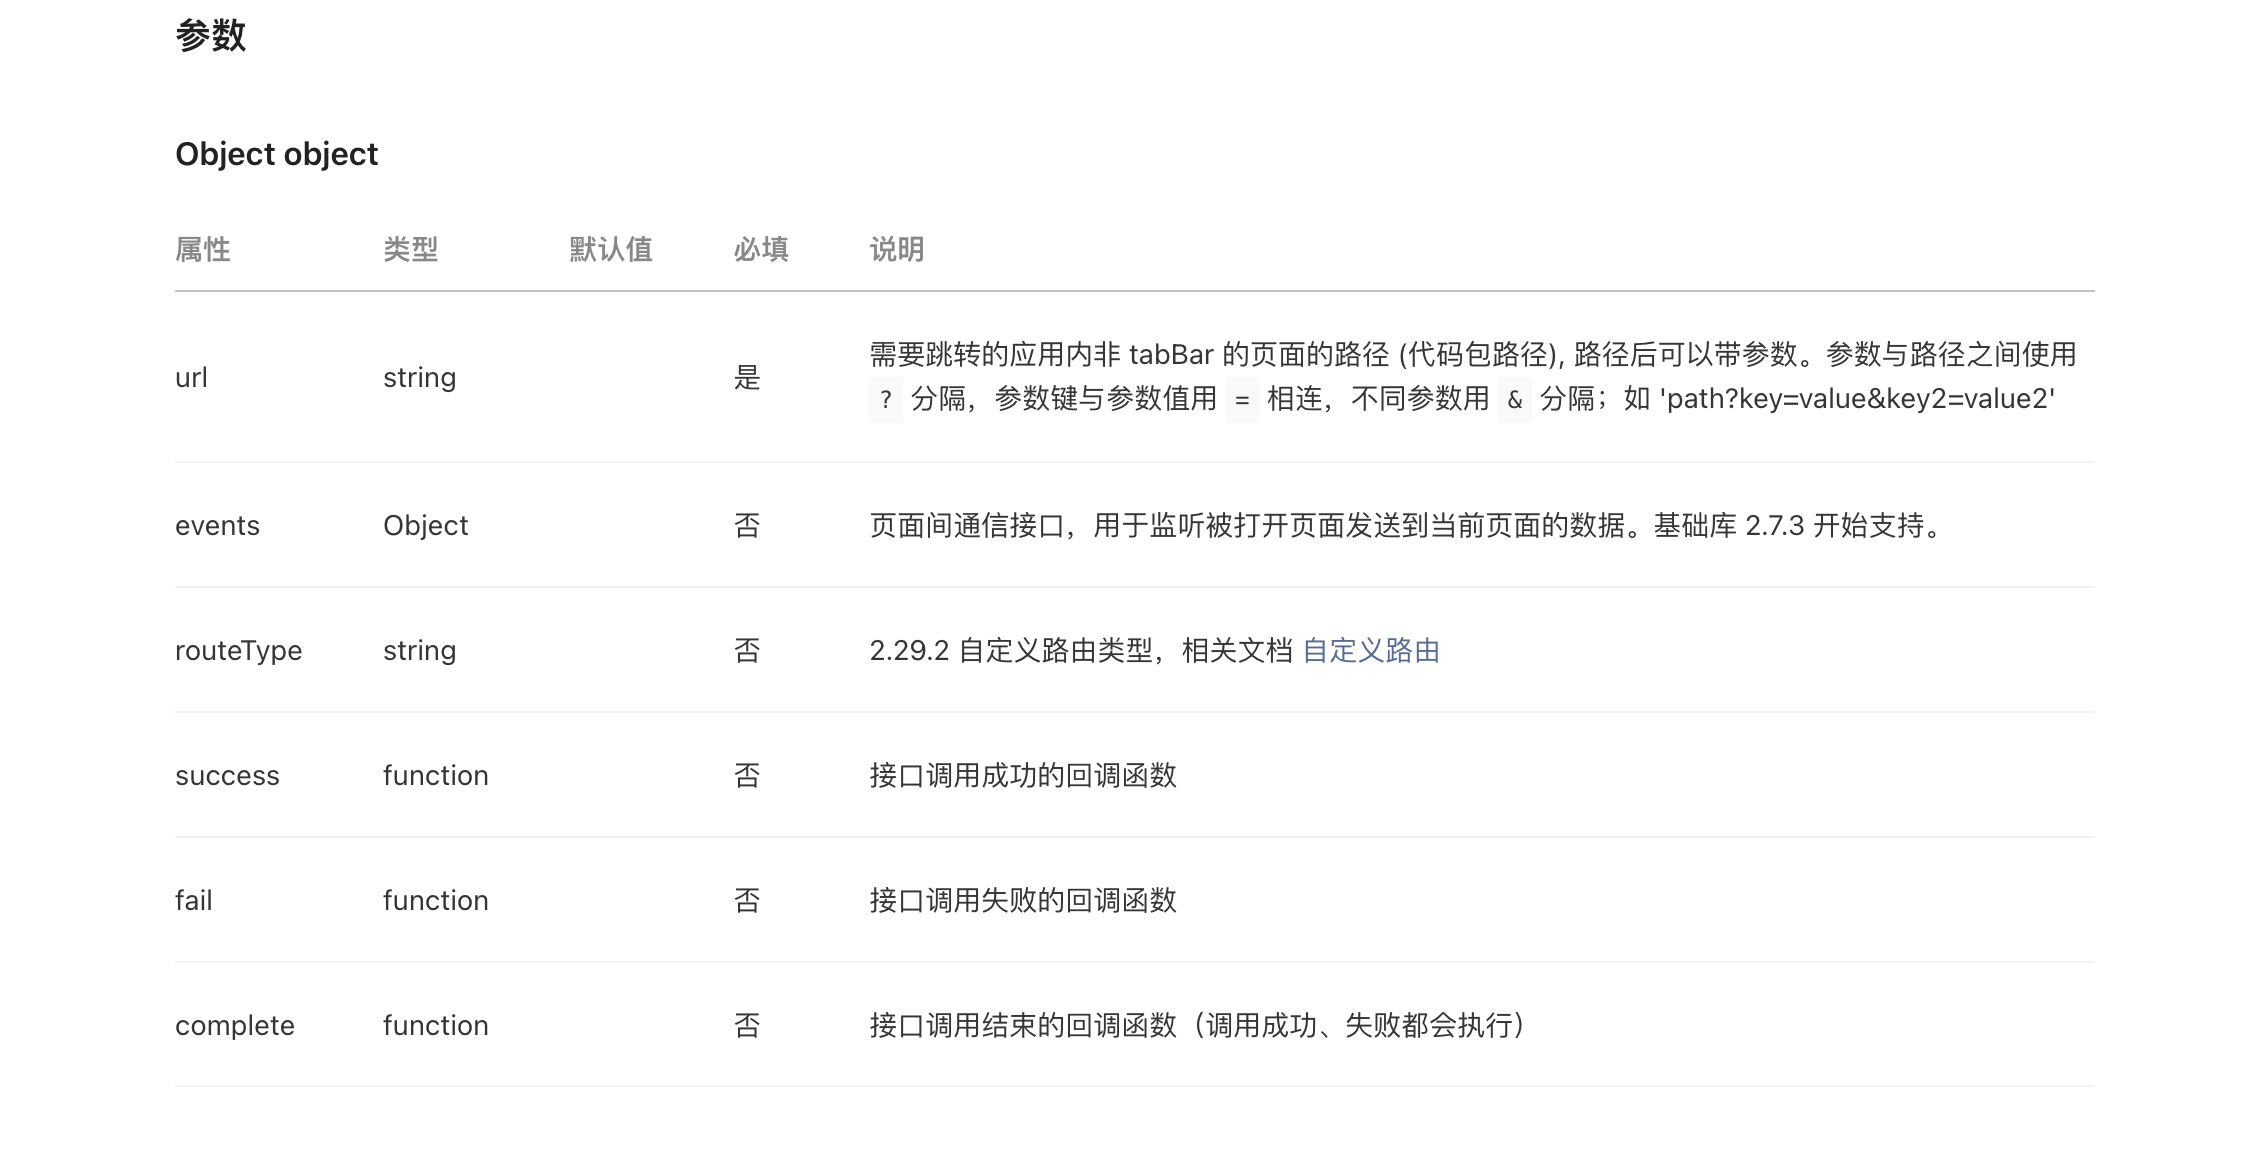 参数
Object object
属性 类型 默认值 必填 说明
url string 是 需要跳转的应用内非 tabBar 的页面的路径 (代码包路径), 路径后可以带参数。参数与路径之间使用
? 分隔，参数键与参数值用 = 相连，不同参数用 & 分隔；如 'path?key=value&key2=value2'
events Object 否 页面间通信接口，用于监听被打开页面发送到当前页面的数据。基础库 2.7.3 开始支持。
routeType string 否 2.29.2 自定义路由类型，相关文档 自定义路由
success function 否 接口调用成功的回调函数
fail function 否 接口调用失败的回调函数
complete function 否 接口调用结束的回调函数（调用成功、失败都会执行）